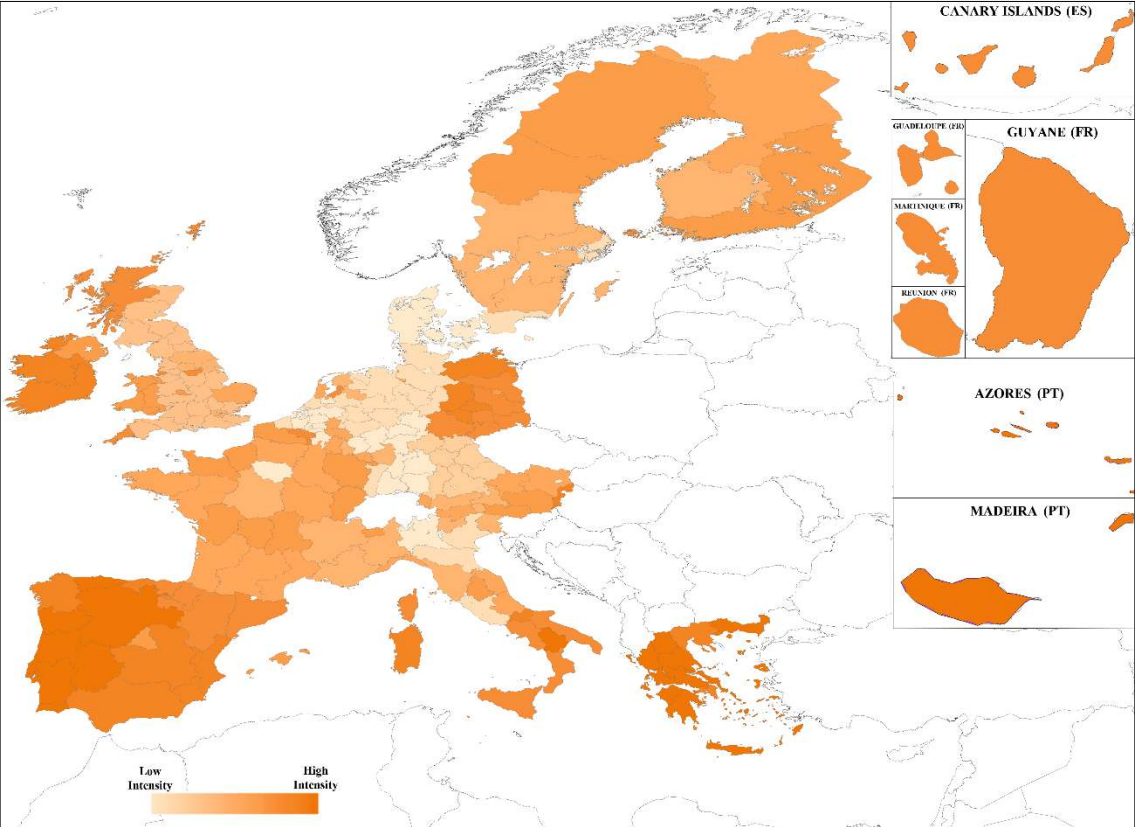 CANARY ISLANDS (ES)
GUADELOUPE (FR)
GUYANE (FR)
MARTINIQUE (FR)
REUNION (FR)
AZORES (PT)
MADEIRA (PT)
Low
Intensity
High
Intensity